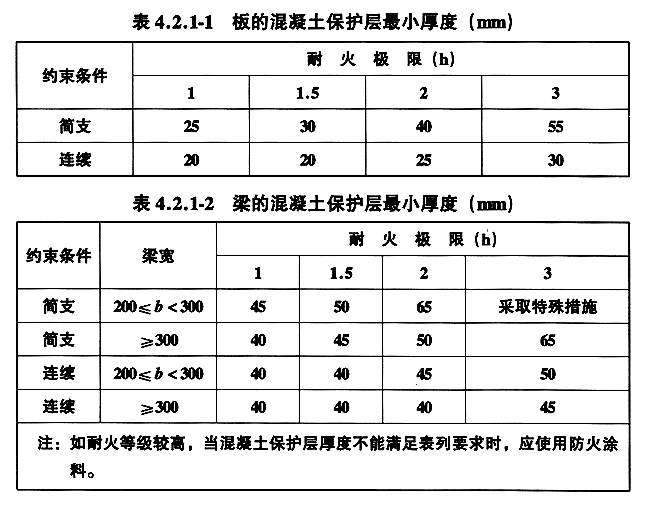 表 4.2.1-1 板的混凝土保护层最小厚度 (mm)
约束条件 耐 火 极 限 (h)
1 1.5 2 3
简支 25 30 40 55
连续 20 20 25 30
表 4.2.1-2 梁的混凝土保护层最小厚度 (mm)
约束条件 梁宽 耐 火 极 限 (h)
1 1.5 2 3
简支 200≤b<300 45 50 65 采取特殊措施
简支 ≥300 40 45 50 65
连续 200≤b<300 40 40 45 50
连续 ≥300 40 40 40 45
注：如耐火等级较高，当混凝土保护层厚度不能满足表列要求时，应使用防火涂
料。